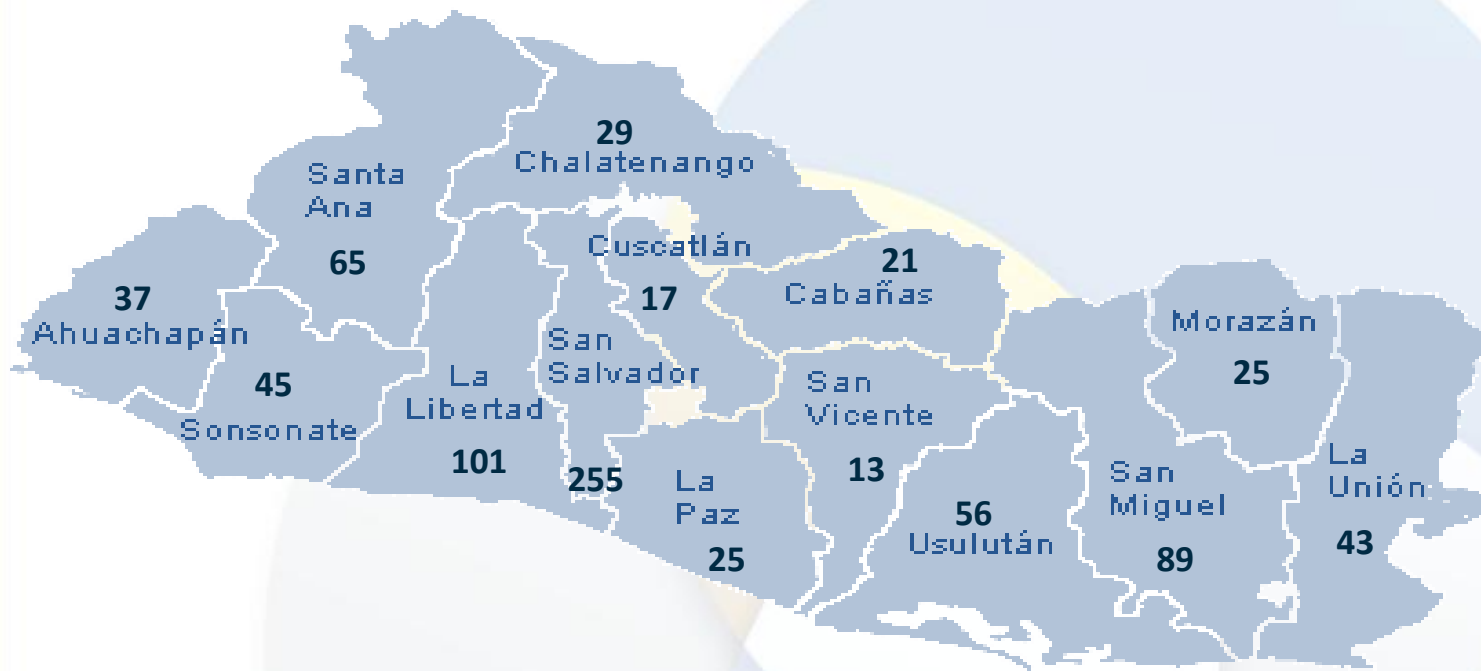 29
Chalatenango
Santa
Ana
65
Cuscatlán
17
21
Cabañas
37
Ahuachapán
45
Sonsonate
La
Libertad
101
San
Salvador
255
La
Paz
25
San
Vicente
13
56
Usulután
Morazán
25
San
Miguel
89
La
Unión
43